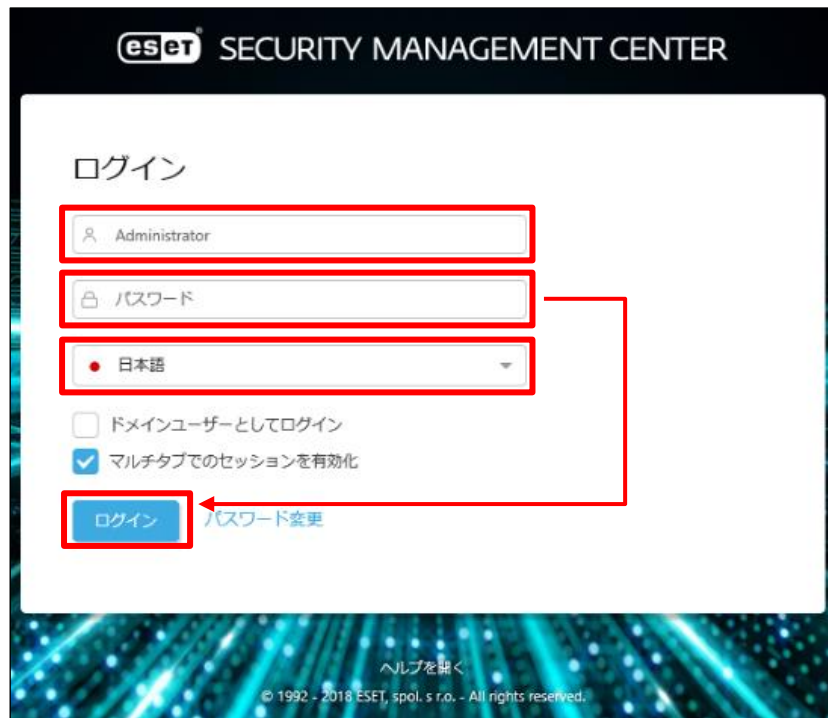 eset SECURITY MANAGEMENT CENTER
ログイン
Administrator
パスワード
日本語
ドメインユーザーとしてログイン
マルチタブでのセッションを有効化
ログイン パスワード変更
ヘルプを開く
© 1992 - 2018 ESET, spol. s r.o. - All rights reserved.